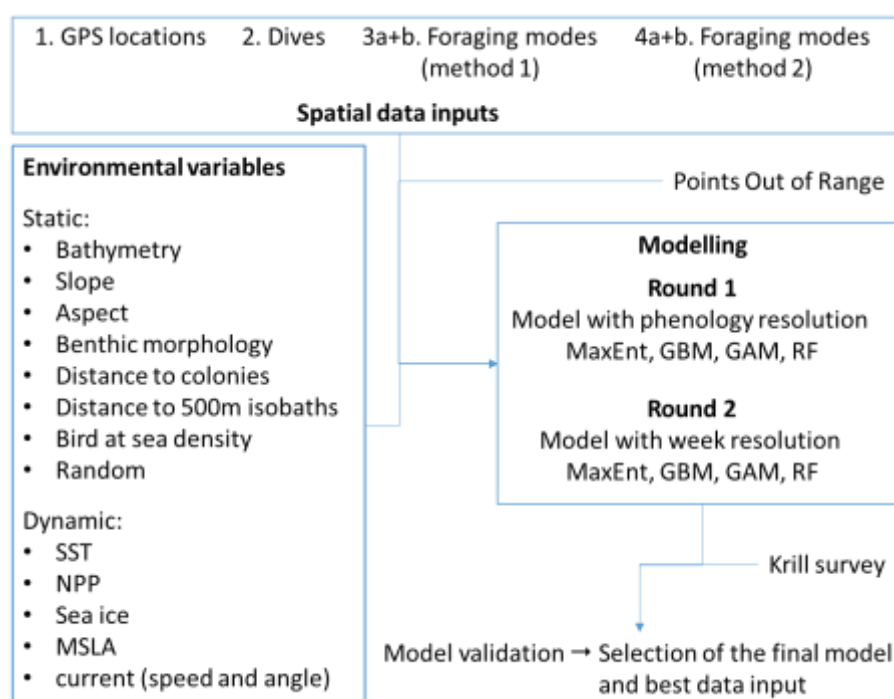 1. GPS locations 2. Dives 3a+b. Foraging modes 4a+b. Foraging modes
(method 1) (method 2)
Spatial data inputs
Environmental variables
Static:
• Bathymetry
• Slope
• Aspect
• Benthic morphology
• Distance to colonies
• Distance to 500m isobaths
• Bird at sea density
• Random
Dynamic:
• SST
• NPP
• Sea ice
• MSLA
• current (speed and angle)
Points Out of Range
Modelling
Round 1
Model with phenology resolution
MaxEnt, GBM, GAM, RF
Round 2
Model with week resolution
MaxEnt, GBM, GAM, RF
Krill survey
Model validation → Selection of the final model
and best data input